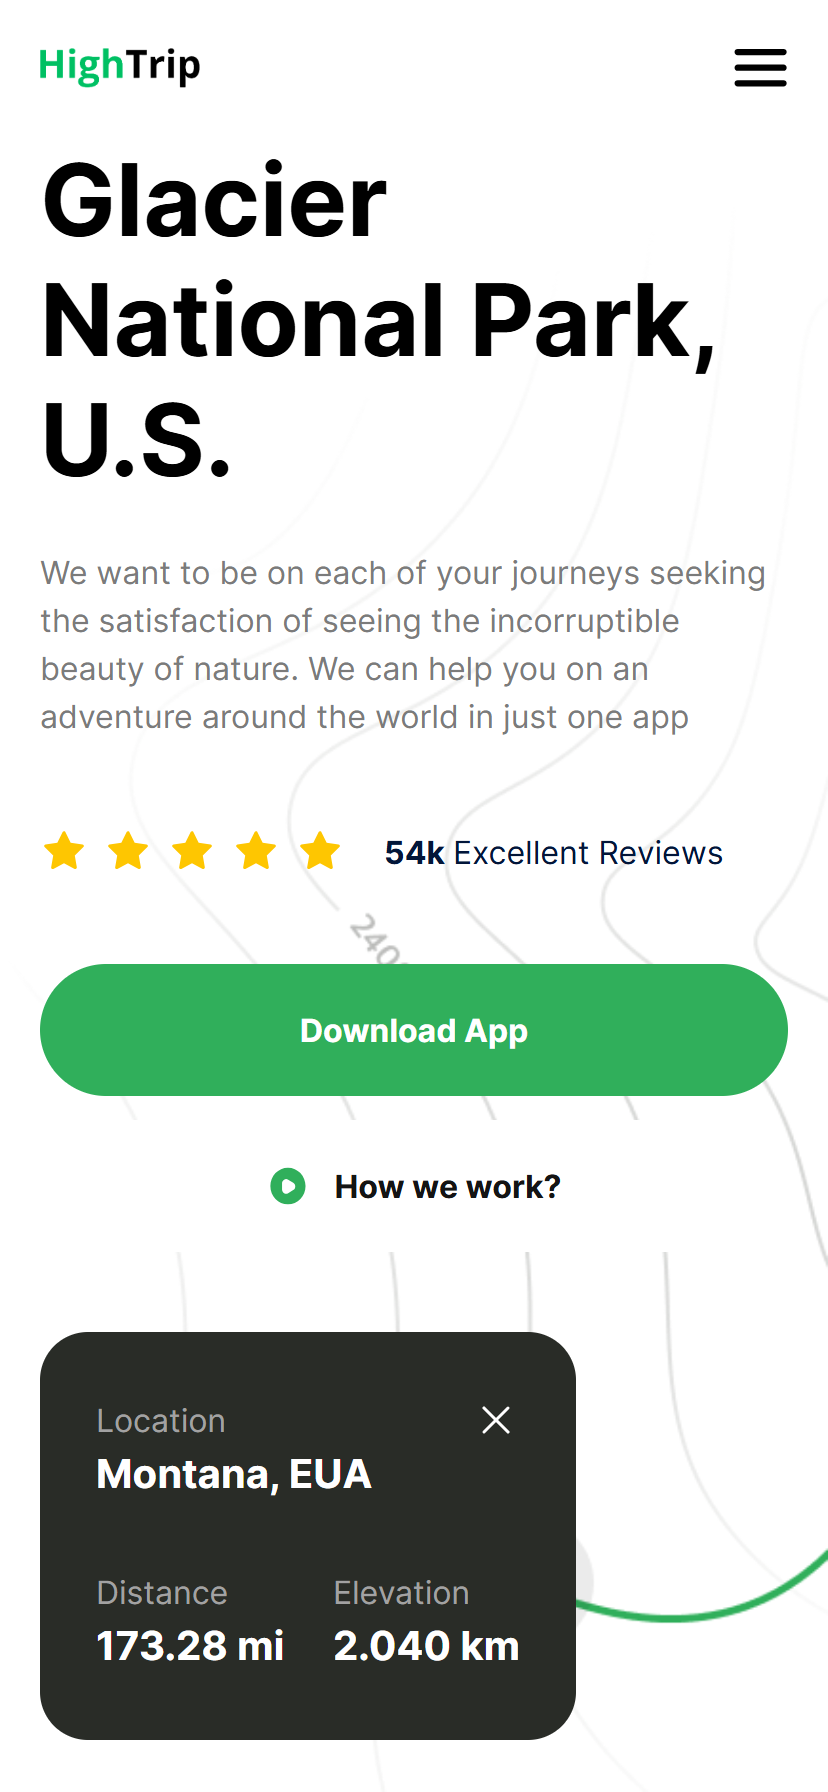 HighTrip
Glacier
National Park,
U.S.
We want to be on each of your journeys seeking
the satisfaction of seeing the incorruptible
beauty of nature. We can help you on an
adventure around the world in just one app
54k Excellent Reviews
240
Download App
How we work?
Location
Montana, EUA
Distance Elevation
173.28 mi 2.040 km